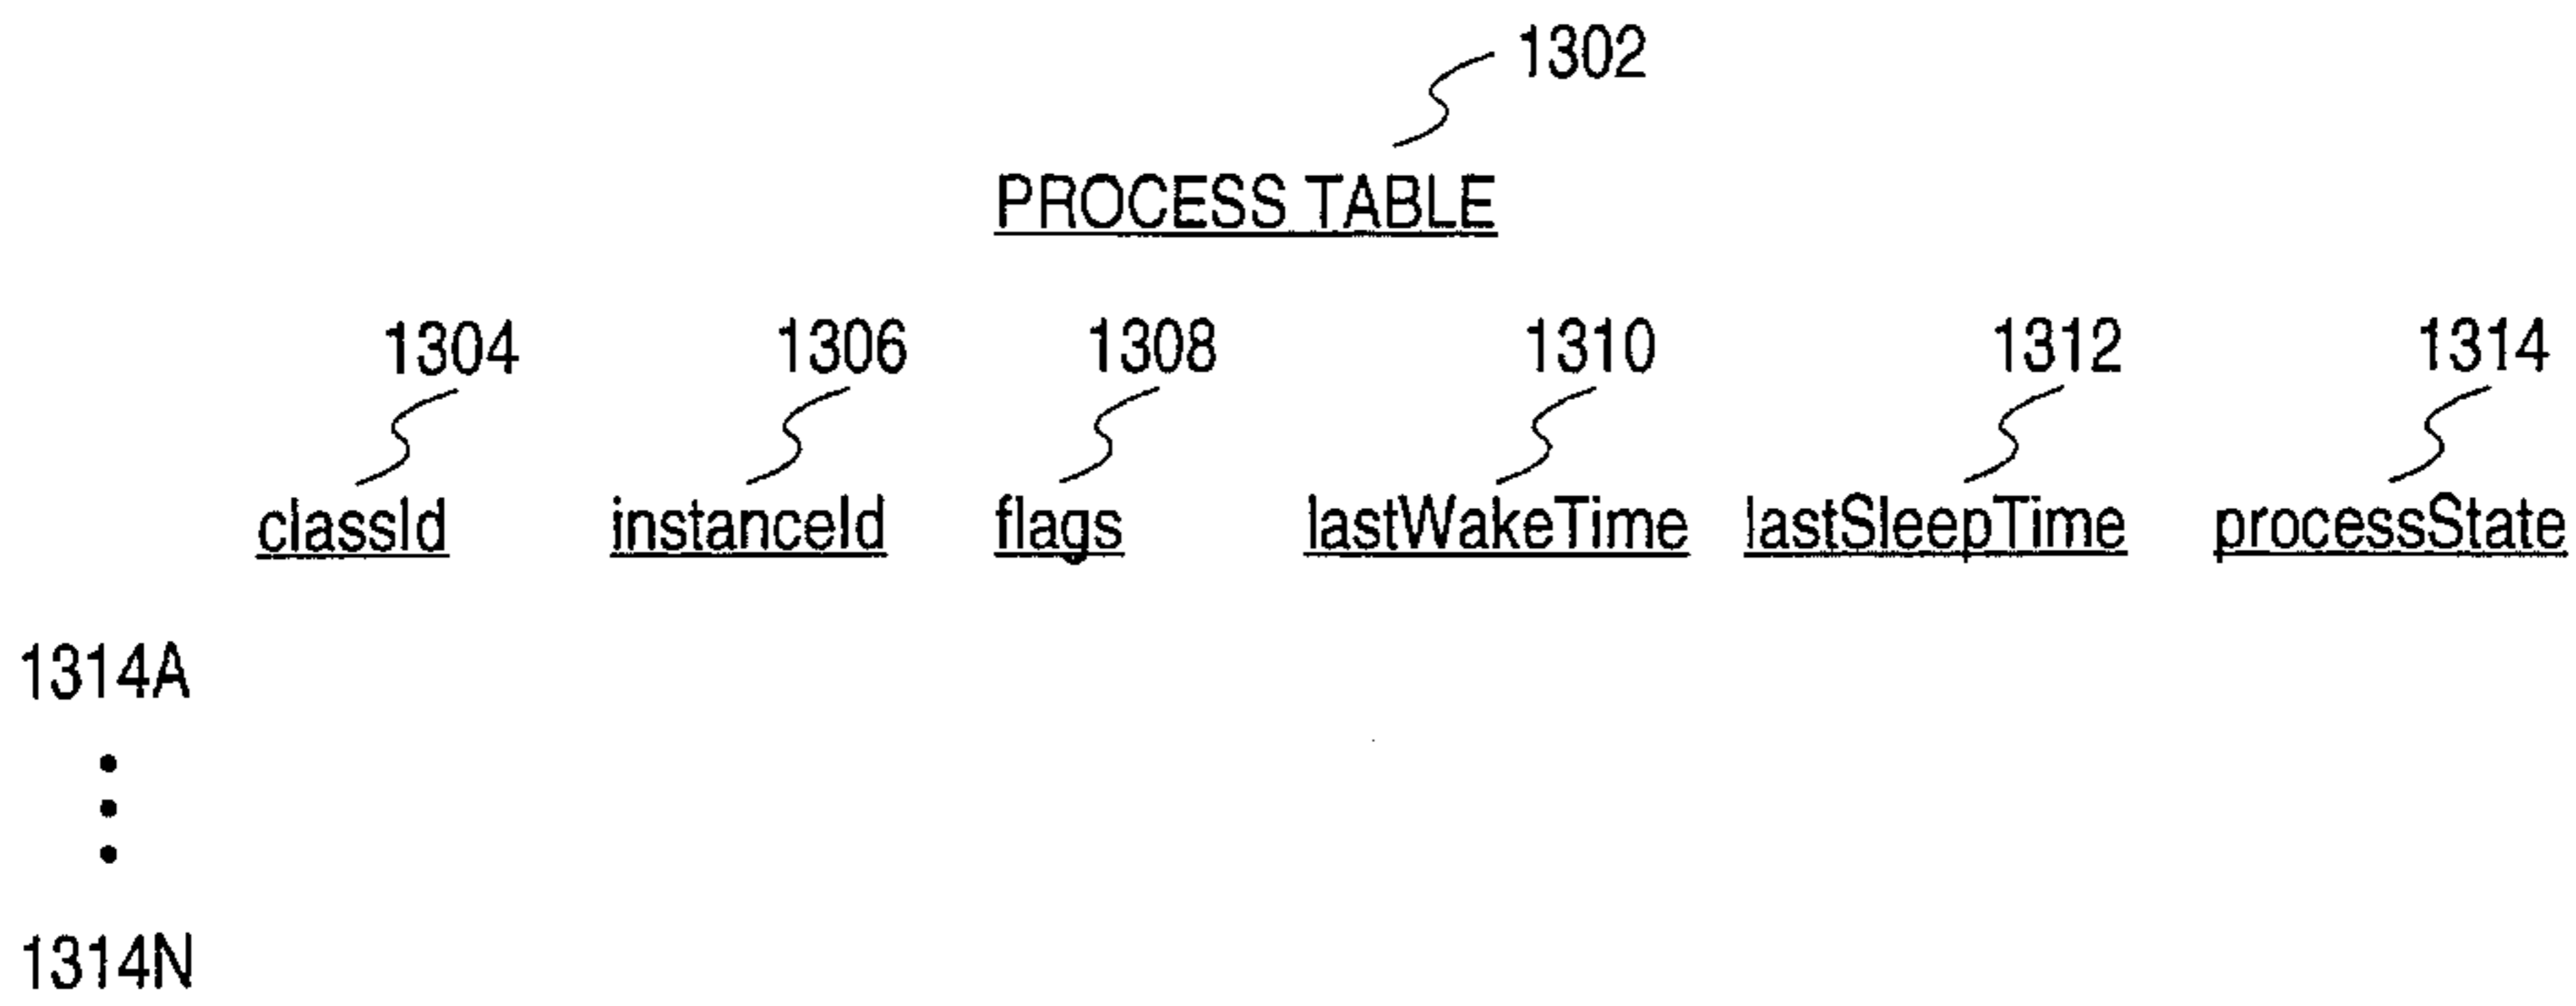 1302
PROCESS TABLE
1304 1306 1308 1310 1312 1314
classId instanceId flags lastWakeTime lastSleepTime processState
1314A
1314N